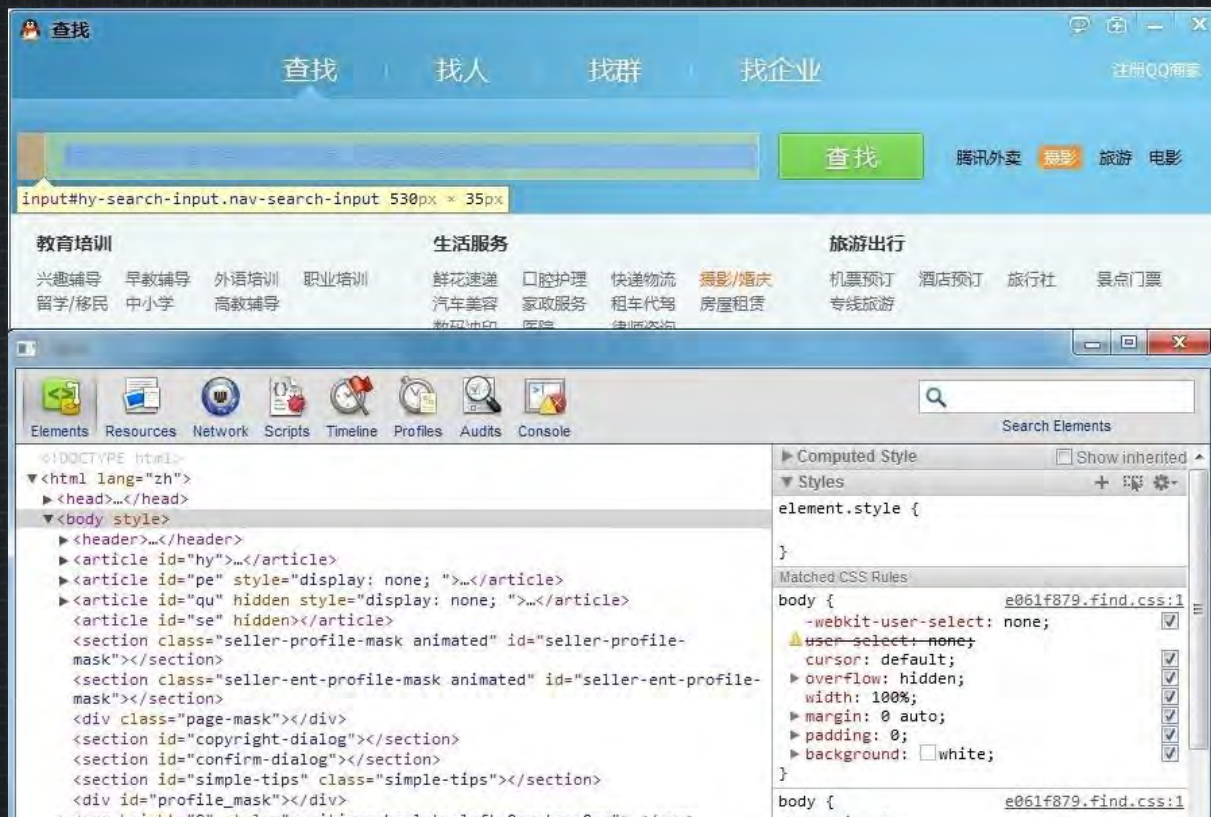 查找
查找 找人 找群 找企业 注册QQ商家
查找 腾讯外卖 摄影 旅游 电影
input#hy-search-input.nav-search-input 530px × 35px
教育培训 生活服务 旅游出行
兴趣辅导 早教辅导 外语培训 职业培训 鲜花速递 口腔护理 快递物流 摄影/婚庆 机票预订 酒店预订 旅行社 景点门票
留学/移民 中小学 高教辅导 汽车美容 家政服务 租车代驾 房屋租赁 专线旅游
数码冲印 医院 律师咨询
Elements Resources Network Scripts Timeline Profiles Audits Console Search Elements
<!DOCTYPE html>
▼<html lang="zh">
▶<head>…</head>
▼<body style>
▶<header>…</header>
▶<article id="hy">…</article>
▶<article id="pe" style="display: none; ">…</article>
▶<article id="qu" hidden style="display: none; ">…</article>
<article id="se" hidden></article>
<section class="seller-profile-mask animated" id="seller-profile-
mask"></section>
<section class="seller-ent-profile-mask animated" id="seller-ent-profile-
mask"></section>
<div class="page-mask"></div>
<section id="copyright-dialog"></section>
<section id="confirm-dialog"></section>
<section id="simple-tips" class="simple-tips"></section>
<div id="profile_mask"></div>
▶ Computed Style Show inherited
▼ Styles
element.style {
}
Matched CSS Rules
body { e061f879.find.css:1
-webkit-user-select: none;
user-select: none;
cursor: default;
▶ overflow: hidden;
width: 100%;
▶ margin: 0 auto;
▶ padding: 0;
▶ background: white;
}
body { e061f879.find.css:1